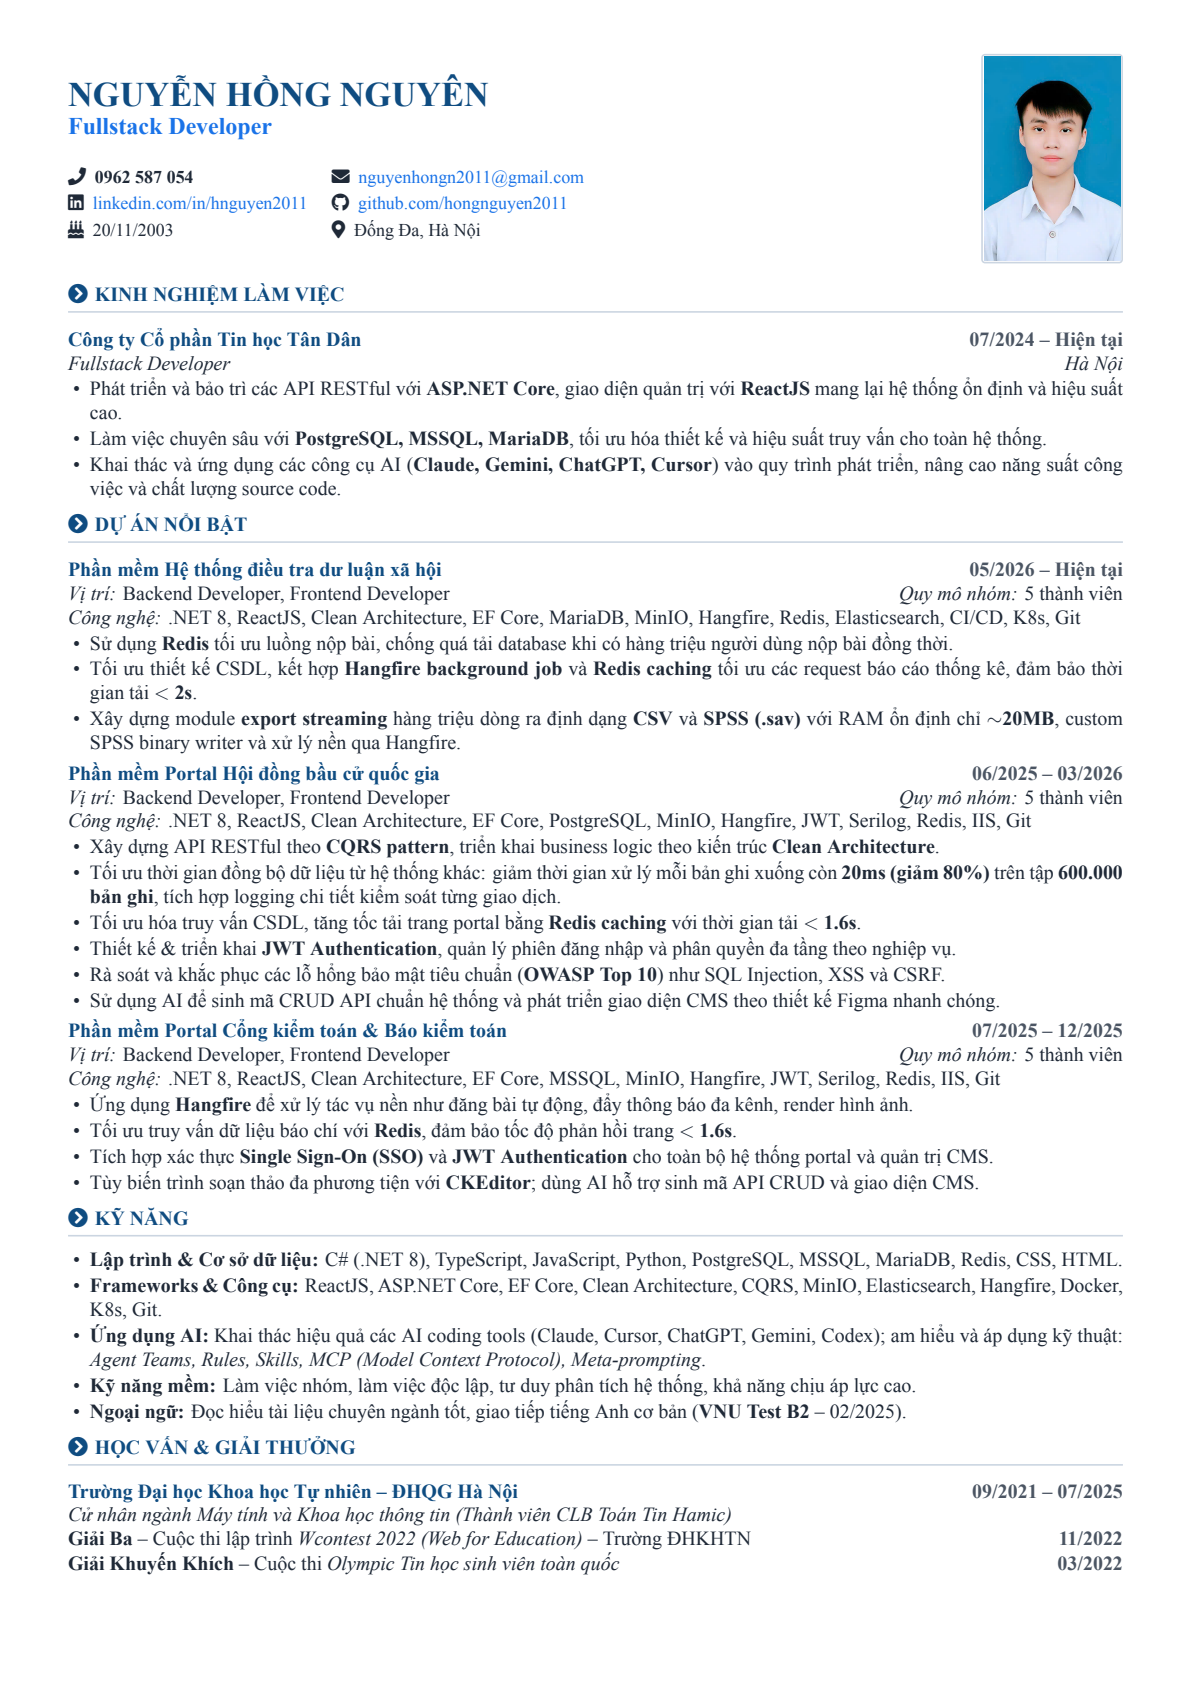 NGUYỄN HỒNG NGUYÊN
Fullstack Developer
0962 587 054
nguyenhongn2011@gmail.com
linkedin.com/in/hnguyen2011
github.com/hongnguyen2011
20/11/2003
Đống Đa, Hà Nội
KINH NGHIỆM LÀM VIỆC
Công ty Cổ phần Tin học Tân Dân 07/2024 – Hiện tại
Fullstack Developer Hà Nội
• Phát triển và bảo trì các API RESTful với ASP.NET Core, giao diện quản trị với ReactJS mang lại hệ thống ổn định và hiệu suất
cao.
• Làm việc chuyên sâu với PostgreSQL, MSSQL, MariaDB, tối ưu hóa thiết kế và hiệu suất truy vấn cho toàn hệ thống.
• Khai thác và ứng dụng các công cụ AI (Claude, Gemini, ChatGPT, Cursor) vào quy trình phát triển, nâng cao năng suất công
việc và chất lượng source code.
DỰ ÁN NỔI BẬT
Phần mềm Hệ thống điều tra dư luận xã hội 05/2026 – Hiện tại
Vị trí: Backend Developer, Frontend Developer Quy mô nhóm: 5 thành viên
Công nghệ: .NET 8, ReactJS, Clean Architecture, EF Core, MariaDB, MinIO, Hangfire, Redis, Elasticsearch, CI/CD, K8s, Git
• Sử dụng Redis tối ưu luồng nộp bài, chống quá tải database khi có hàng triệu người dùng nộp bài đồng thời.
• Tối ưu thiết kế CSDL, kết hợp Hangfire background job và Redis caching tối ưu các request báo cáo thống kê, đảm bảo thời
gian tải < 2s.
• Xây dựng module export streaming hàng triệu dòng ra định dạng CSV và SPSS (.sav) với RAM ổn định chỉ ~20MB, custom
SPSS binary writer và xử lý nền qua Hangfire.
Phần mềm Portal Hội đồng bầu cử quốc gia 06/2025 – 03/2026
Vị trí: Backend Developer, Frontend Developer Quy mô nhóm: 5 thành viên
Công nghệ: .NET 8, ReactJS, Clean Architecture, EF Core, PostgreSQL, MinIO, Hangfire, JWT, Serilog, Redis, IIS, Git
• Xây dựng API RESTful theo CQRS pattern, triển khai business logic theo kiến trúc Clean Architecture.
• Tối ưu thời gian đồng bộ dữ liệu từ hệ thống khác: giảm thời gian xử lý mỗi bản ghi xuống còn 20ms (giảm 80%) trên tập 600.000
bản ghi, tích hợp logging chi tiết kiểm soát từng giao dịch.
• Tối ưu hóa truy vấn CSDL, tăng tốc tải trang portal bằng Redis caching với thời gian tải < 1.6s.
• Thiết kế & triển khai JWT Authentication, quản lý phiên đăng nhập và phân quyền đa tầng theo nghiệp vụ.
• Rà soát và khắc phục các lỗ hổng bảo mật tiêu chuẩn (OWASP Top 10) như SQL Injection, XSS và CSRF.
• Sử dụng AI để sinh mã CRUD API chuẩn hệ thống và phát triển giao diện CMS theo thiết kế Figma nhanh chóng.
Phần mềm Portal Cổng kiểm toán & Báo kiểm toán 07/2025 – 12/2025
Vị trí: Backend Developer, Frontend Developer Quy mô nhóm: 5 thành viên
Công nghệ: .NET 8, ReactJS, Clean Architecture, EF Core, MSSQL, MinIO, Hangfire, JWT, Serilog, Redis, IIS, Git
• Ứng dụng Hangfire để xử lý tác vụ nền như đăng bài tự động, đẩy thông báo đa kênh, render hình ảnh.
• Tối ưu truy vấn dữ liệu báo chí với Redis, đảm bảo tốc độ phản hồi trang < 1.6s.
• Tích hợp xác thực Single Sign-On (SSO) và JWT Authentication cho toàn bộ hệ thống portal và quản trị CMS.
• Tùy biến trình soạn thảo đa phương tiện với CKEditor; dùng AI hỗ trợ sinh mã API CRUD và giao diện CMS.
KỸ NĂNG
• Lập trình & Cơ sở dữ liệu: C# (.NET 8), TypeScript, JavaScript, Python, PostgreSQL, MSSQL, MariaDB, Redis, CSS, HTML.
• Frameworks & Công cụ: ReactJS, ASP.NET Core, EF Core, Clean Architecture, CQRS, MinIO, Elasticsearch, Hangfire, Docker,
K8s, Git.
• Ứng dụng AI: Khai thác hiệu quả các AI coding tools (Claude, Cursor, ChatGPT, Gemini, Codex); am hiểu và áp dụng kỹ thuật:
Agent Teams, Rules, Skills, MCP (Model Context Protocol), Meta-prompting.
• Kỹ năng mềm: Làm việc nhóm, làm việc độc lập, tư duy phân tích hệ thống, khả năng chịu áp lực cao.
• Ngoại ngữ: Đọc hiểu tài liệu chuyên ngành tốt, giao tiếp tiếng Anh cơ bản (VNU Test B2 – 02/2025).
HỌC VẤN & GIẢI THƯỞNG
Trường Đại học Khoa học Tự nhiên – ĐHQG Hà Nội 09/2021 – 07/2025
Cử nhân ngành Máy tính và Khoa học thông tin (Thành viên CLB Toán Tin Hamic)
Giải Ba – Cuộc thi lập trình Wcontest 2022 (Web for Education) – Trường ĐHKHTN 11/2022
Giải Khuyến Khích – Cuộc thi Olympic Tin học sinh viên toàn quốc 03/2022